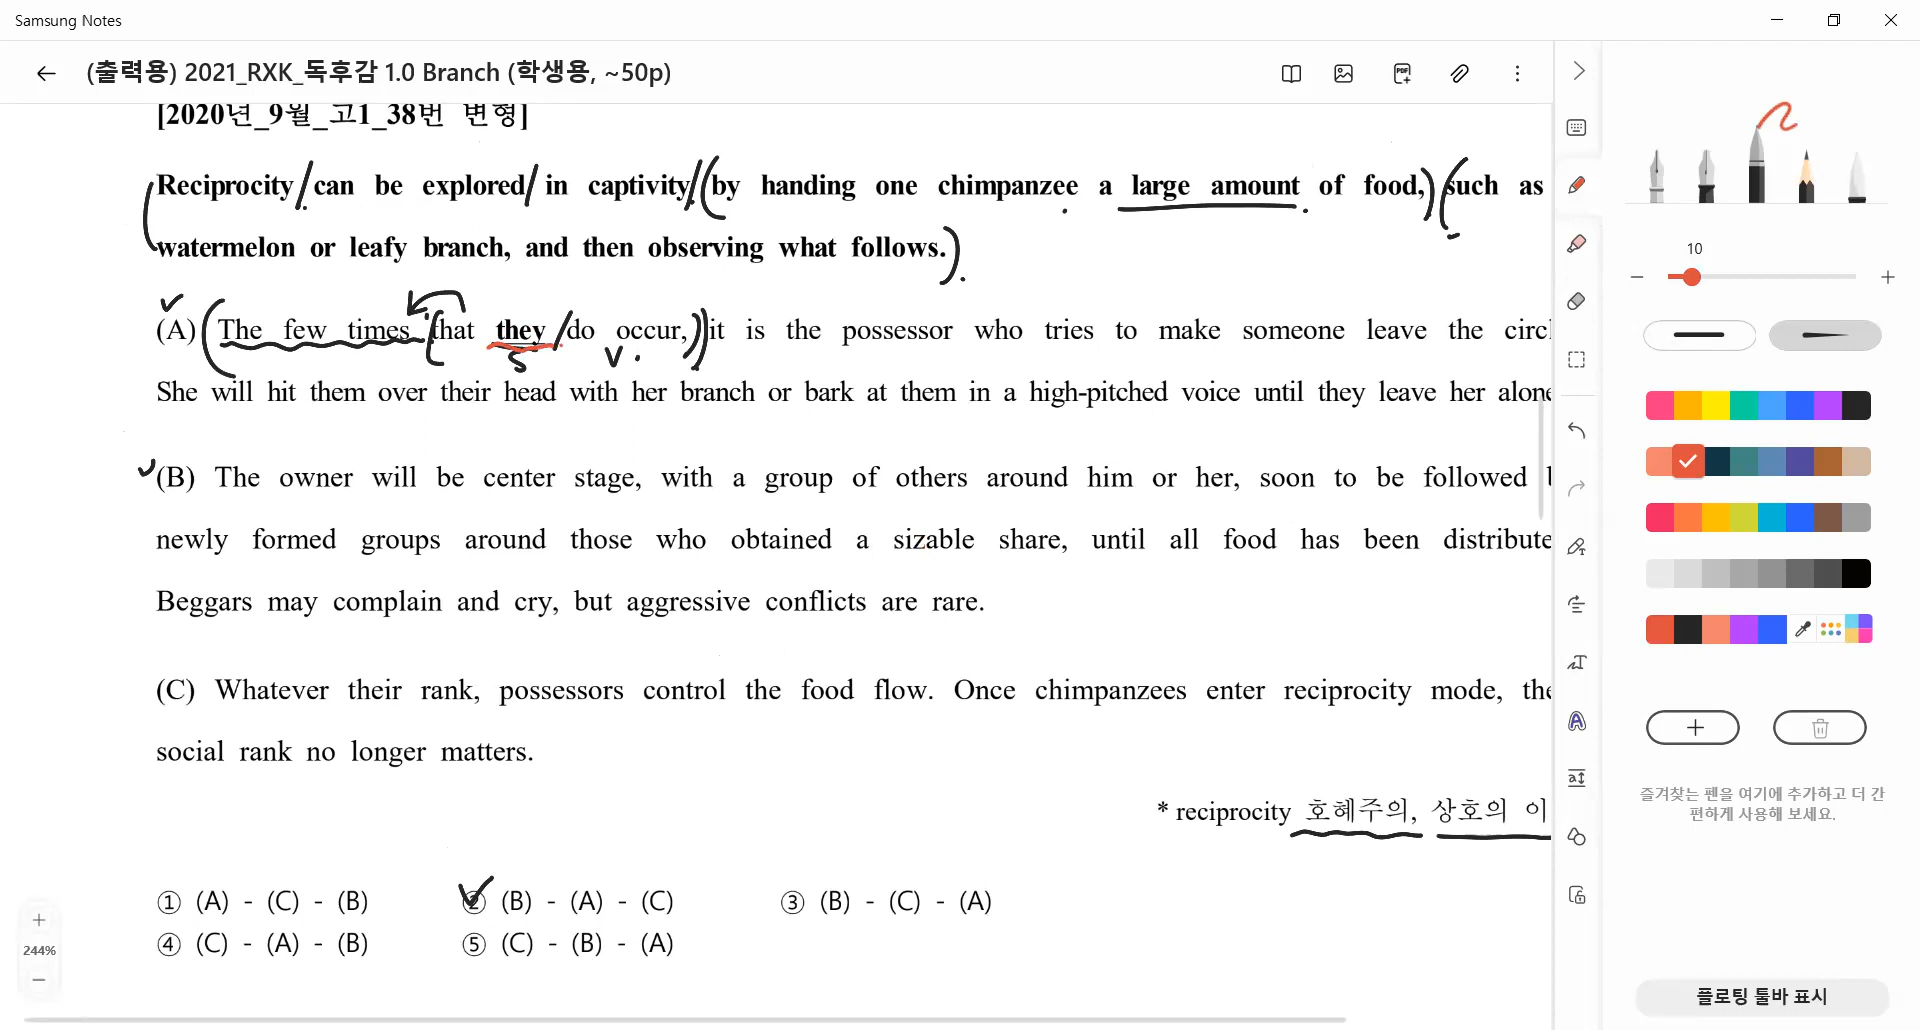 Samsung Notes
(출력용) 2021_RXK_독후감 1.0 Branch (학생용, ~50p)
[2020년_9월_고1_38번 변형]
Reciprocity can be explored in captivity, by handing one chimpanzee a large amount of food, such as
watermelon or leafy branch, and then observing what follows.
(A) The few times that they do occur, it is the possessor who tries to make someone leave the circl
S V
She will hit them over their head with her branch or bark at them in a high-pitched voice until they leave her alone
(B) The owner will be center stage, with a group of others around him or her, soon to be followed
newly formed groups around those who obtained a sizable share, until all food has been distribute
Beggars may complain and cry, but aggressive conflicts are rare.
(C) Whatever their rank, possessors control the food flow. Once chimpanzees enter reciprocity mode, the
social rank no longer matters.
* reciprocity 호혜주의, 상호의 이
① (A) - (C) - (B) ② (B) - (A) - (C) ③ (B) - (C) - (A)
④ (C) - (A) - (B) ⑤ (C) - (B) - (A)
244%
10
즐겨찾는 펜을 여기에 추가하고 더 간
편하게 사용해 보세요.
플로팅 툴바 표시